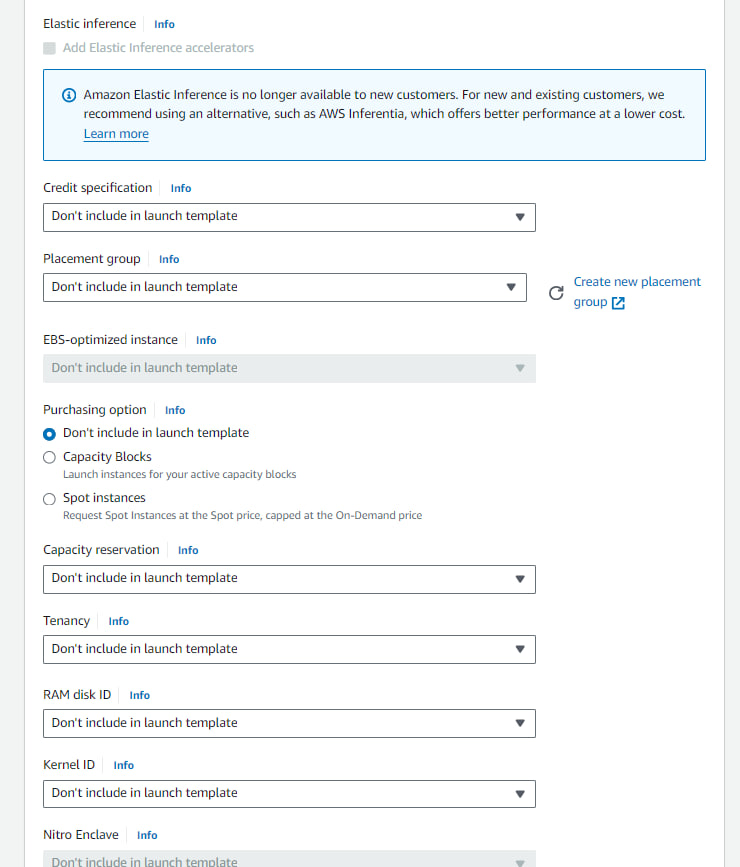 Elastic inference Info
Add Elastic Inference accelerators
Amazon Elastic Inference is no longer available to new customers. For new and existing customers, we
recommend using an alternative, such as AWS Inferentia, which offers better performance at a lower cost.
Learn more
Credit specification Info
Don't include in launch template
Placement group Info
Don't include in launch template
Create new placement
group
EBS-optimized instance Info
Don't include in launch template
Purchasing option Info
Don't include in launch template
Capacity Blocks
Launch instances for your active capacity blocks
Spot instances
Request Spot Instances at the Spot price, capped at the On-Demand price
Capacity reservation Info
Don't include in launch template
Tenancy Info
Don't include in launch template
RAM disk ID Info
Don't include in launch template
Kernel ID Info
Don't include in launch template
Nitro Enclave Info
Don't include in launch template